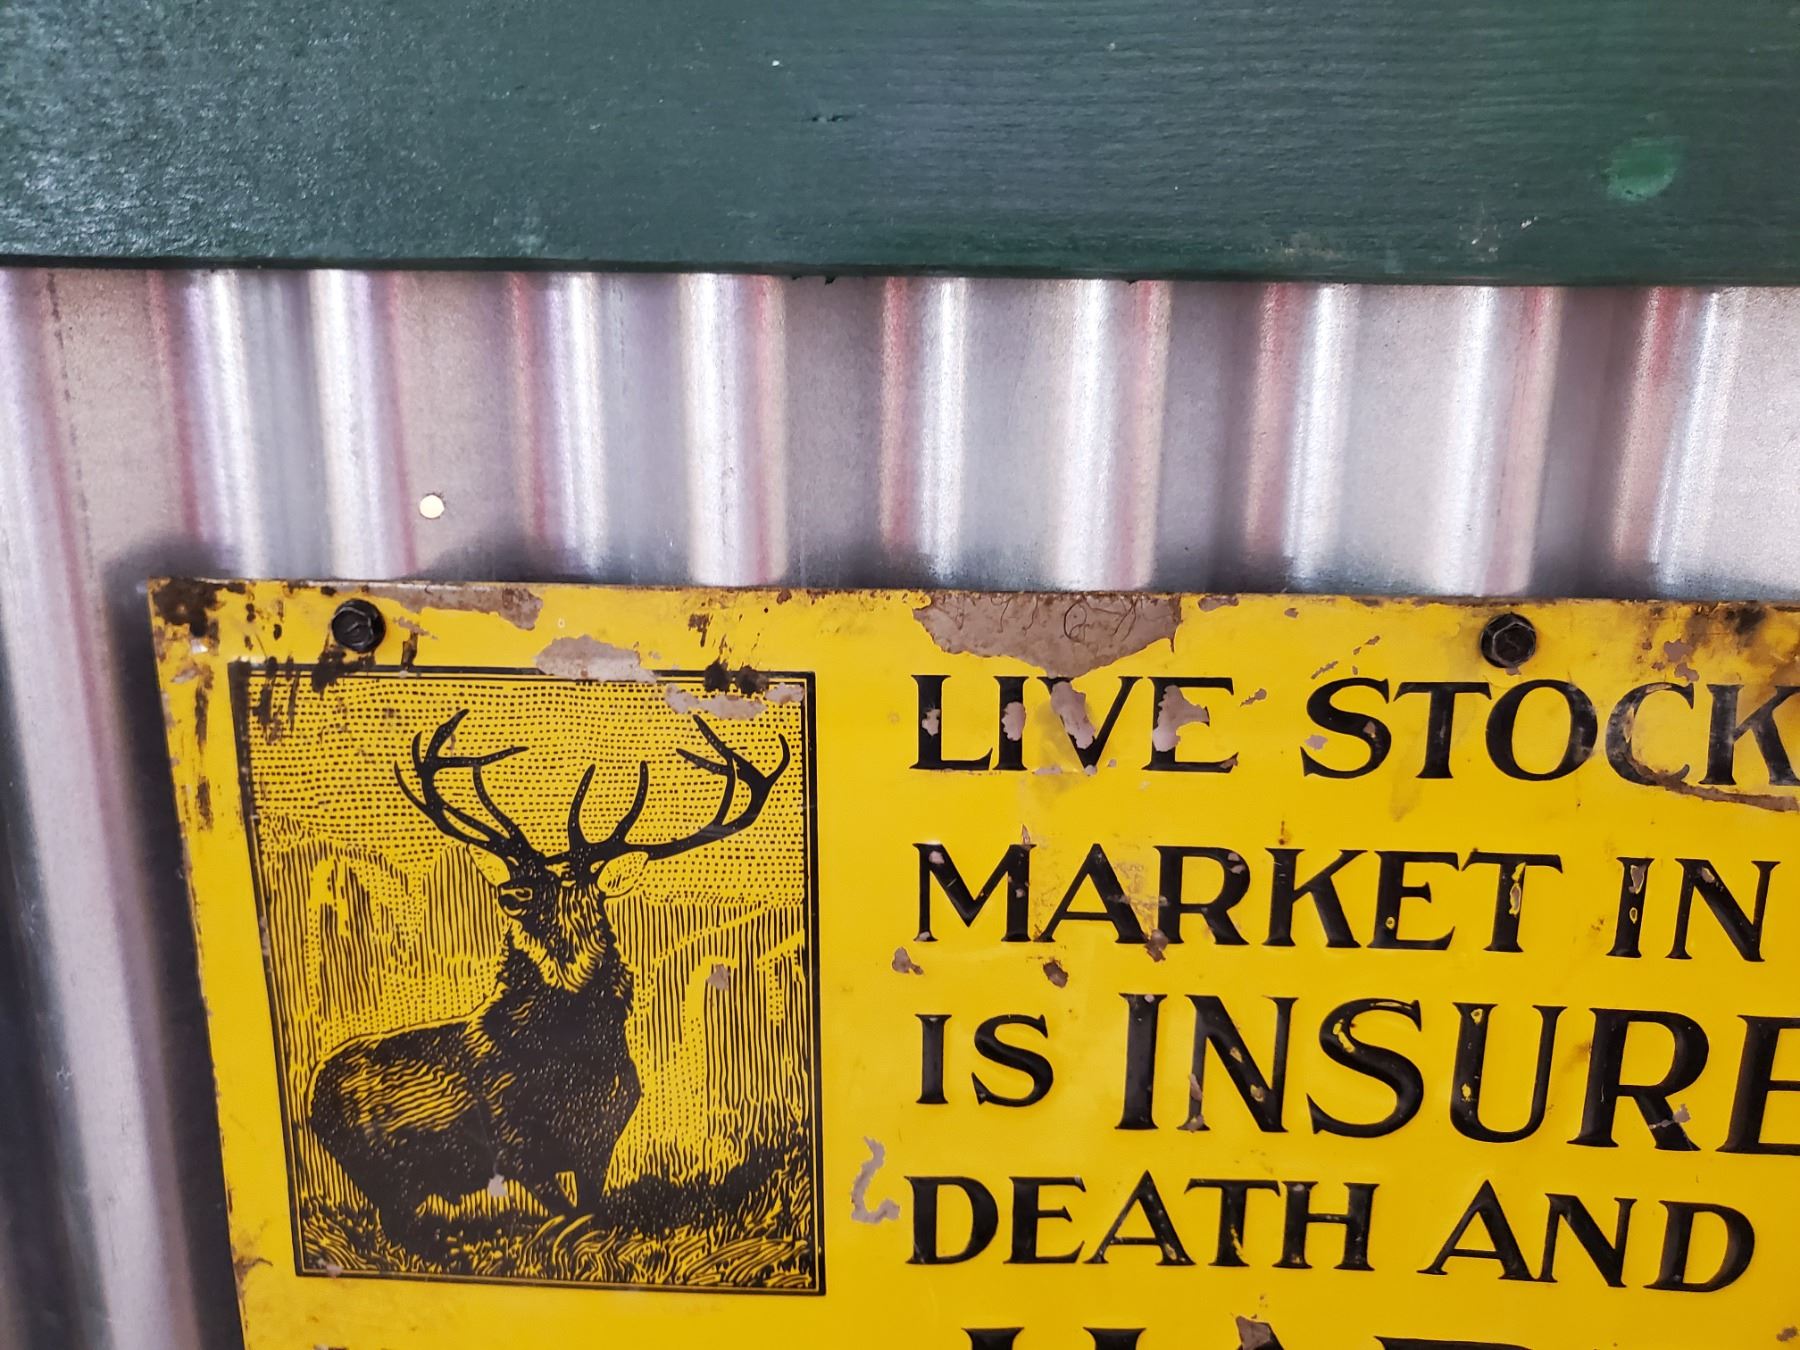 LIVE STOCK
MARKET IN
IS INSURE
DEATH AND